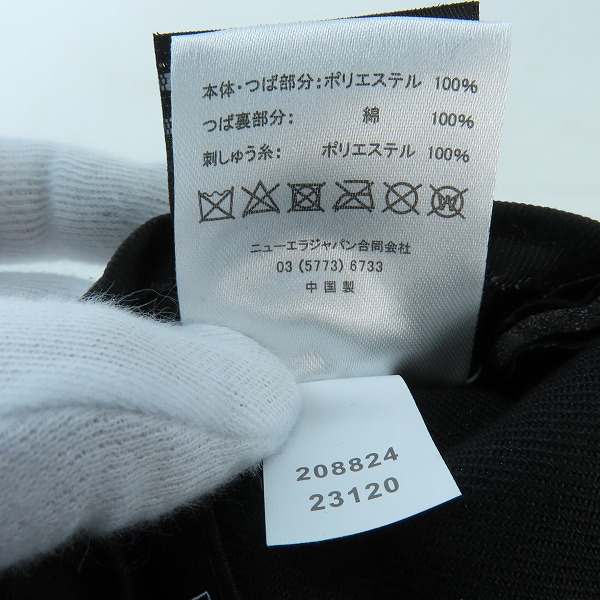 本体・つば部分:ポリエステル 100%
つば裏部分: 綿 100%
刺しゅう糸: ポリエステル 100%
ニューエラジャパン合同会社
03 (5773) 6733
中国製
208824
23120